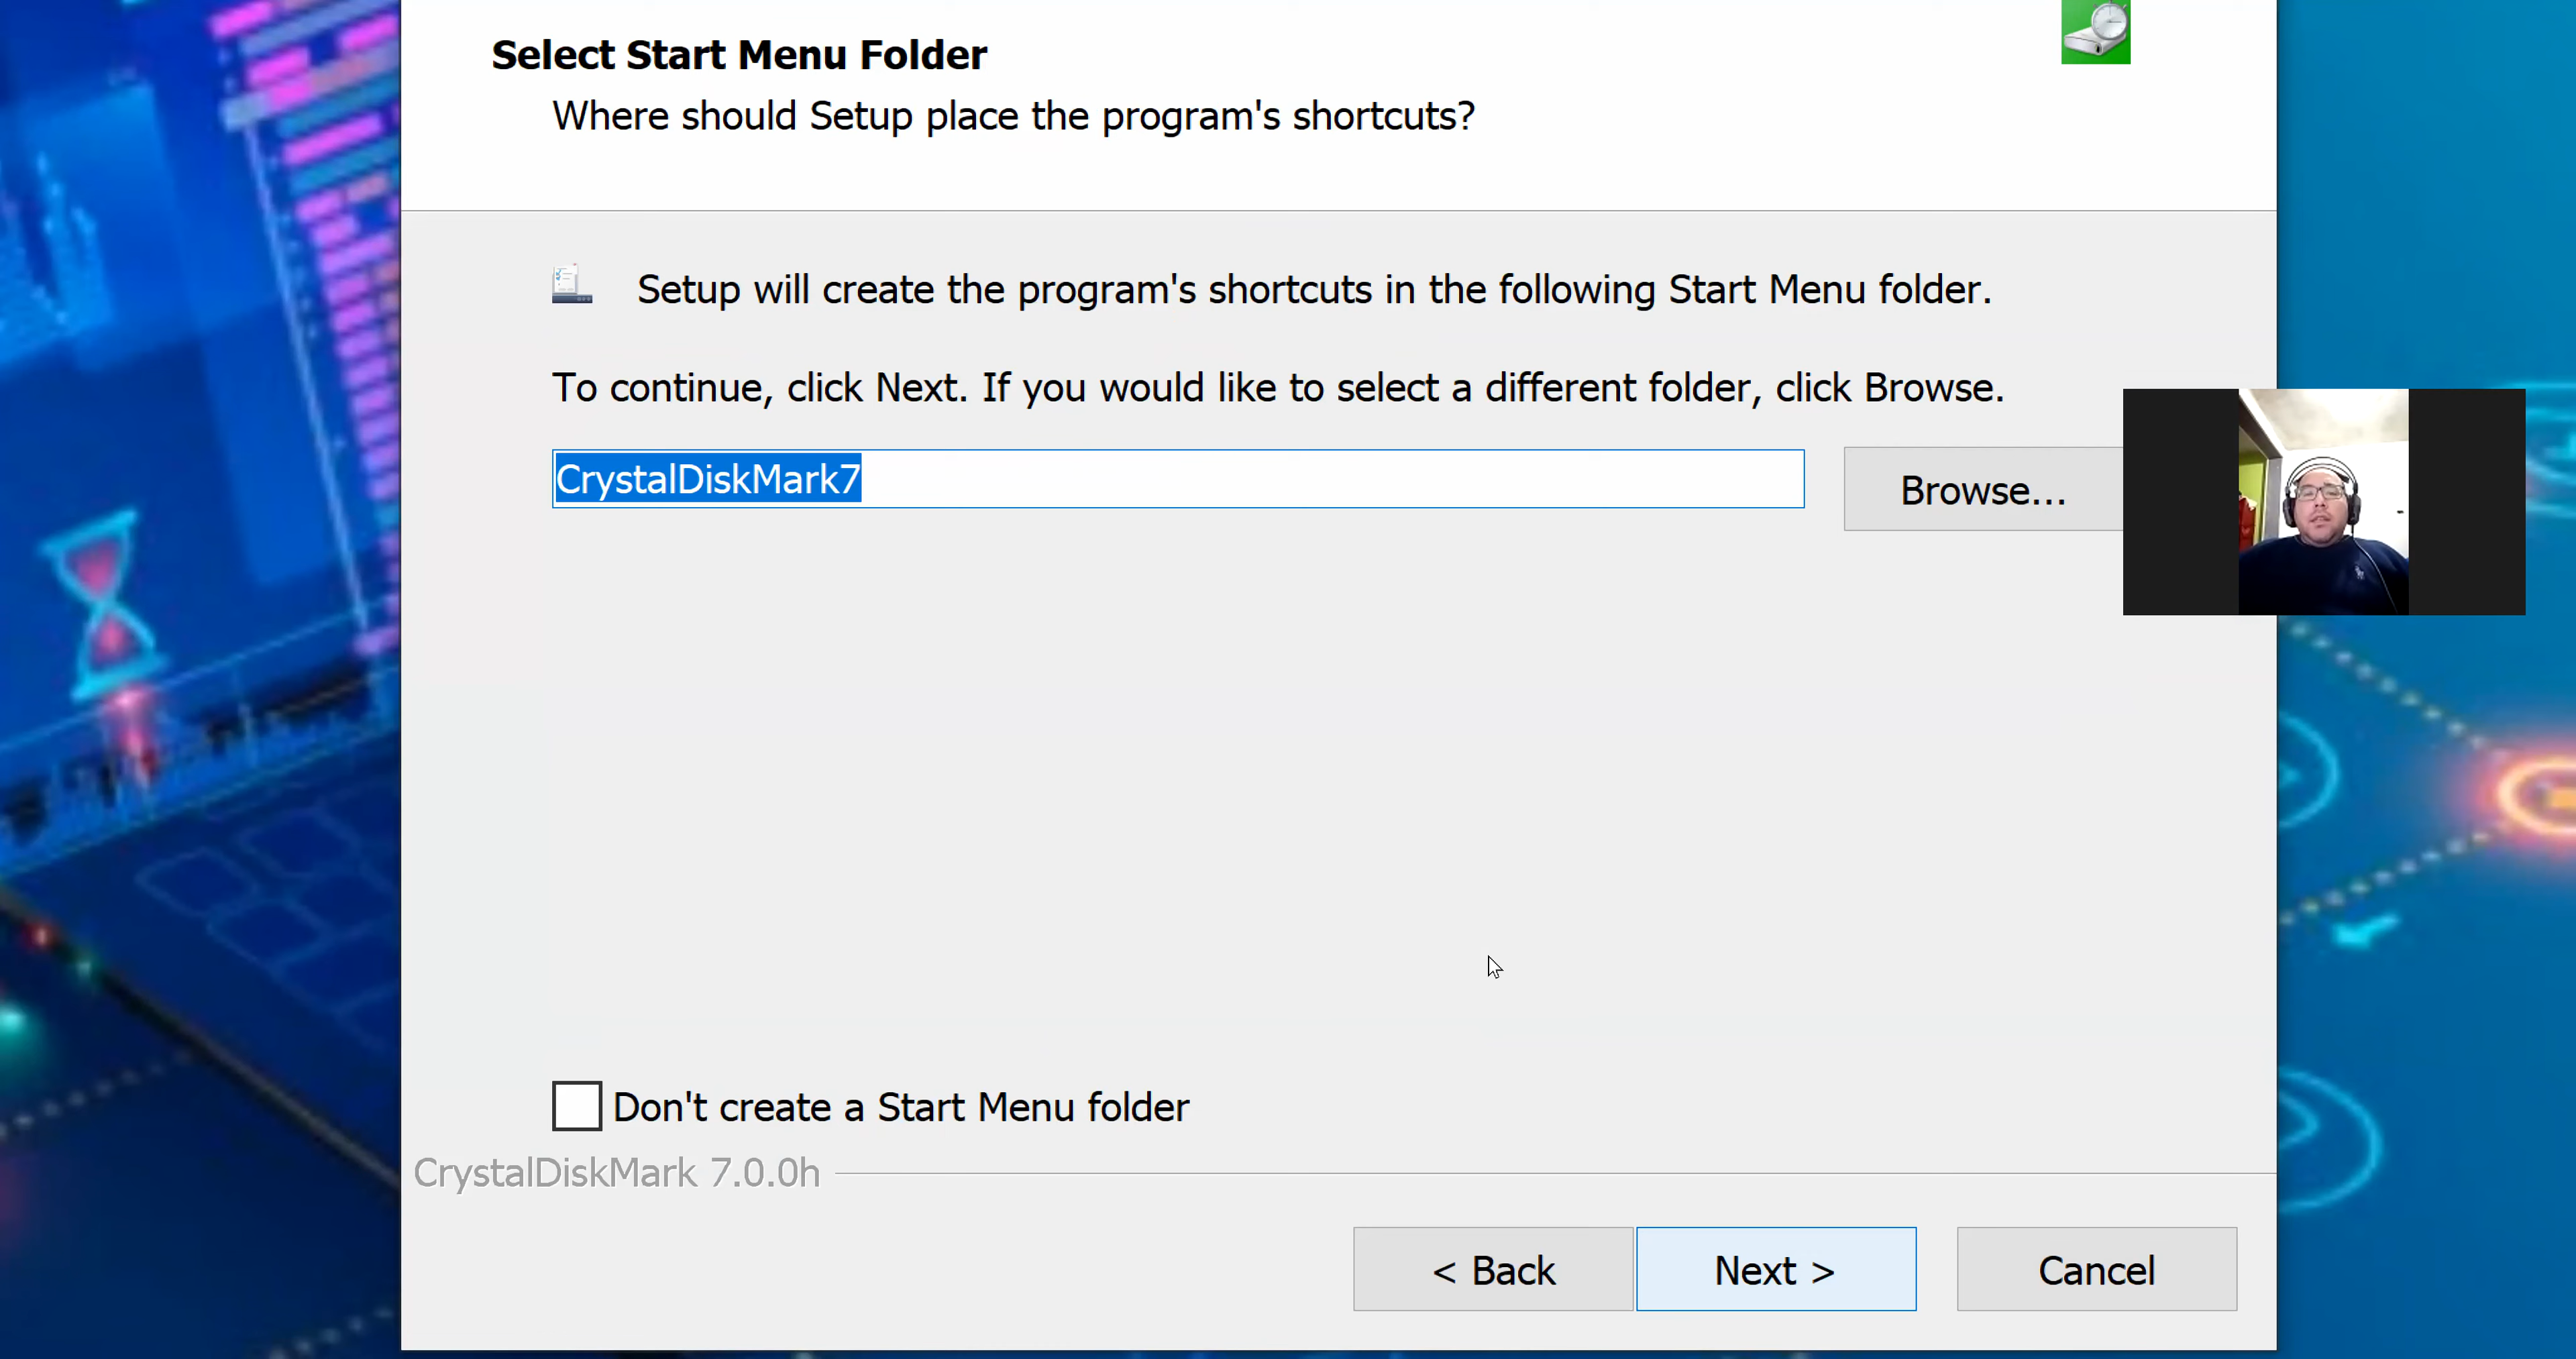 Select Start Menu Folder
Where should Setup place the program's shortcuts?
Setup will create the program's shortcuts in the following Start Menu folder.
To continue, click Next. If you would like to select a different folder, click Browse.
CrystalDiskMark7
Browse...
Don't create a Start Menu folder
CrystalDiskMark 7.0.0h
< Back
Next >
Cancel